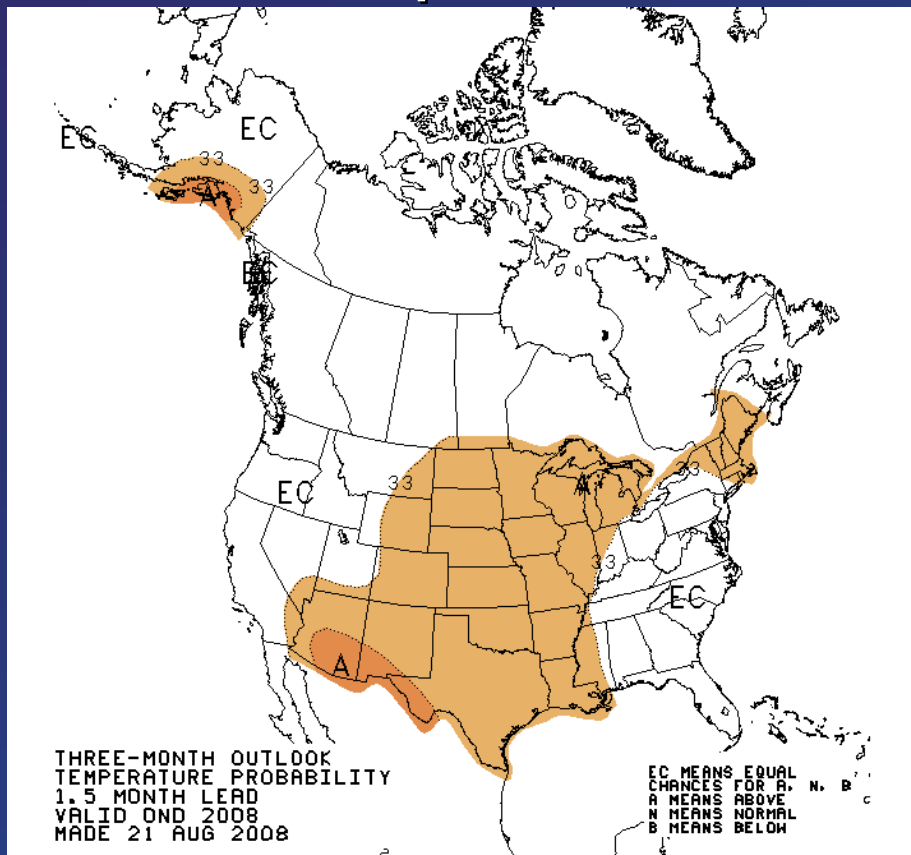 EC
EC
33
33
A
EC
EC
33
A
33
33
EC
A
THREE-MONTH OUTLOOK
TEMPERATURE PROBABILITY
1.5 MONTH LEAD
VALID OND 2008
MADE 21 AUG 2008
EC MEANS EQUAL
CHANCES FOR A, N, B
A MEANS ABOVE
N MEANS NORMAL
B MEANS BELOW